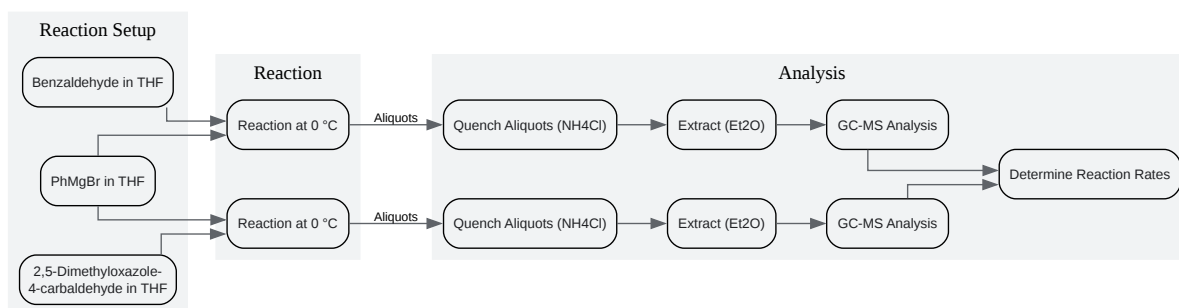 Reaction Setup
Benzaldehyde in THF
PhMgBr in THF
2,5-Dimethyloxazole-
4-carbaldehyde in THF
Reaction
Reaction at 0 °C
Reaction at 0 °C
Aliquots
Aliquots
Analysis
Quench Aliquots (NH4Cl)
Extract (Et2O)
GC-MS Analysis
Quench Aliquots (NH4Cl)
Extract (Et2O)
GC-MS Analysis
Determine Reaction Rates